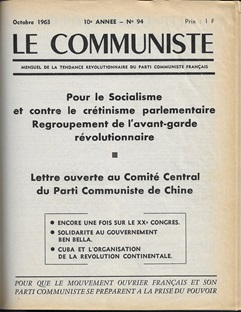 Octobre 1963 10e ANNEE - No 94 Prix : 1 F
LE COMMUNISTE
MENSUEL DE LA TENDANCE REVOLUTIONNAIRE DU PARTI COMMUNISTE FRANÇAIS
Pour le Socialisme
et contre le crétinisme parlementaire
Regroupement de l'avant-garde
révolutionnaire
Lettre ouverte au Comité Central
du Parti Communiste de Chine
● ENCORE UNE FOIS SUR LE XXe CONGRES.
● SOLIDARITE AU GOUVERNEMENT
BEN BELLA.
● CUBA ET L'ORGANISATION
DE LA REVOLUTION CONTINENTALE.
POUR QUE LE MOUVEMENT OUVRIER FRANÇAIS ET SON
PARTI COMMUNISTE SE PRÉPARENT A LA PRISE DU POUVOIR